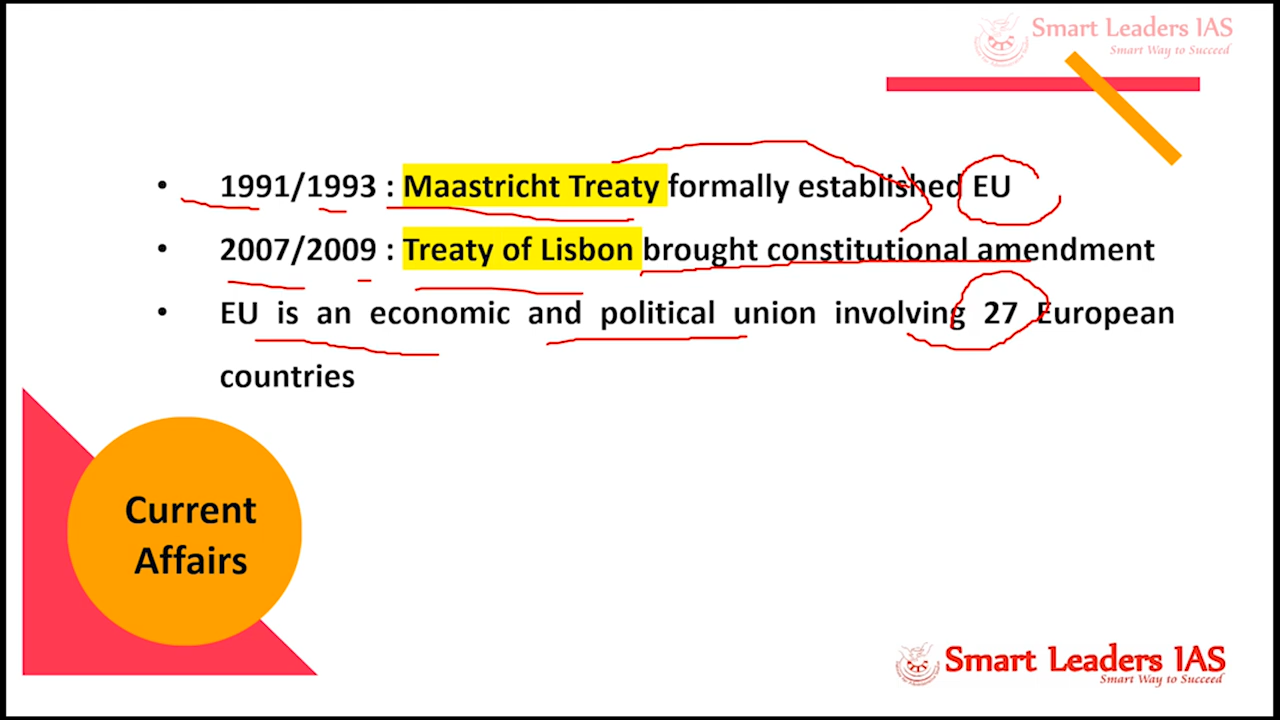 Smart Leaders IAS
Smart Way to Succeed
• 1991/1993 : Maastricht Treaty formally established EU
• 2007/2009 : Treaty of Lisbon brought constitutional amendment
• EU is an economic and political union involving 27 European
countries
Current
Affairs
Smart Leaders IAS
Smart Way to Succeed